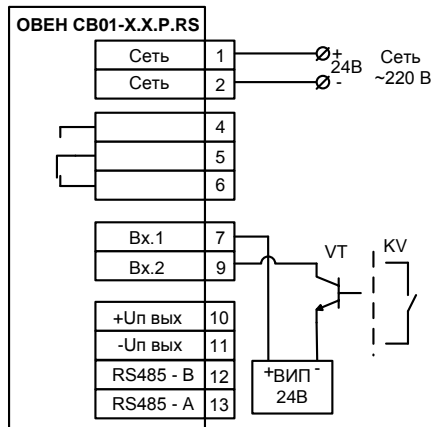 ОВЕН СВ01-Х.Х.Р.RS
Сеть 1 + 24В Сеть
Сеть 2 - ~220 В
4
5
6
Вх.1 7 VT KV
Вх.2 9
+Uп вых 10
-Uп вых 11
RS485 - В 12 + ВИП -
RS485 - А 13 24В